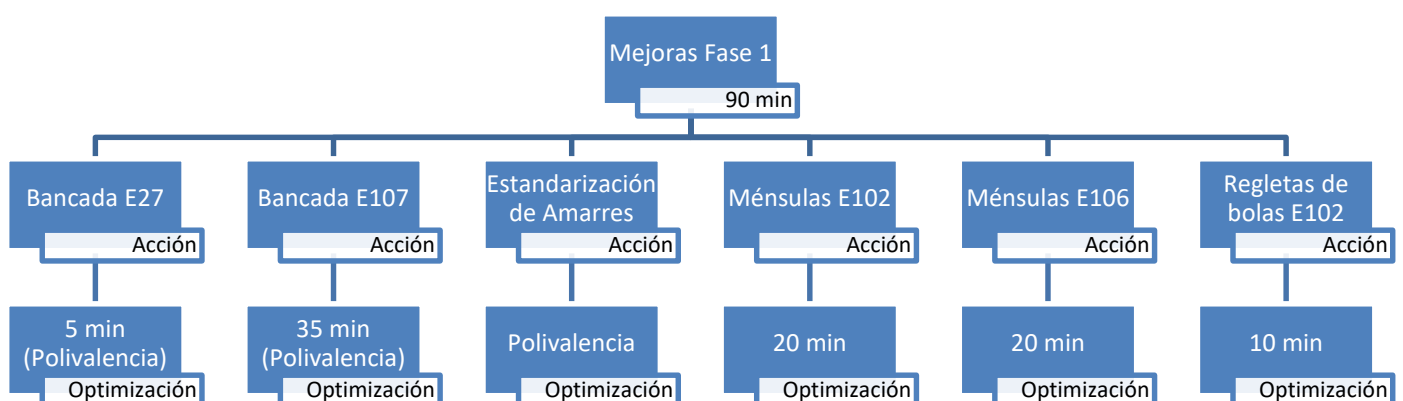 Mejoras Fase 1
90 min
Bancada E27
Acción
Bancada E107
Acción
Estandarización
de Amarres
Acción
Ménsulas E102
Acción
Ménsulas E106
Acción
Regletas de
bolas E102
Acción
5 min
(Polivalencia)
Optimización
35 min
(Polivalencia)
Optimización
Polivalencia
Optimización
20 min
Optimización
20 min
Optimización
10 min
Optimización